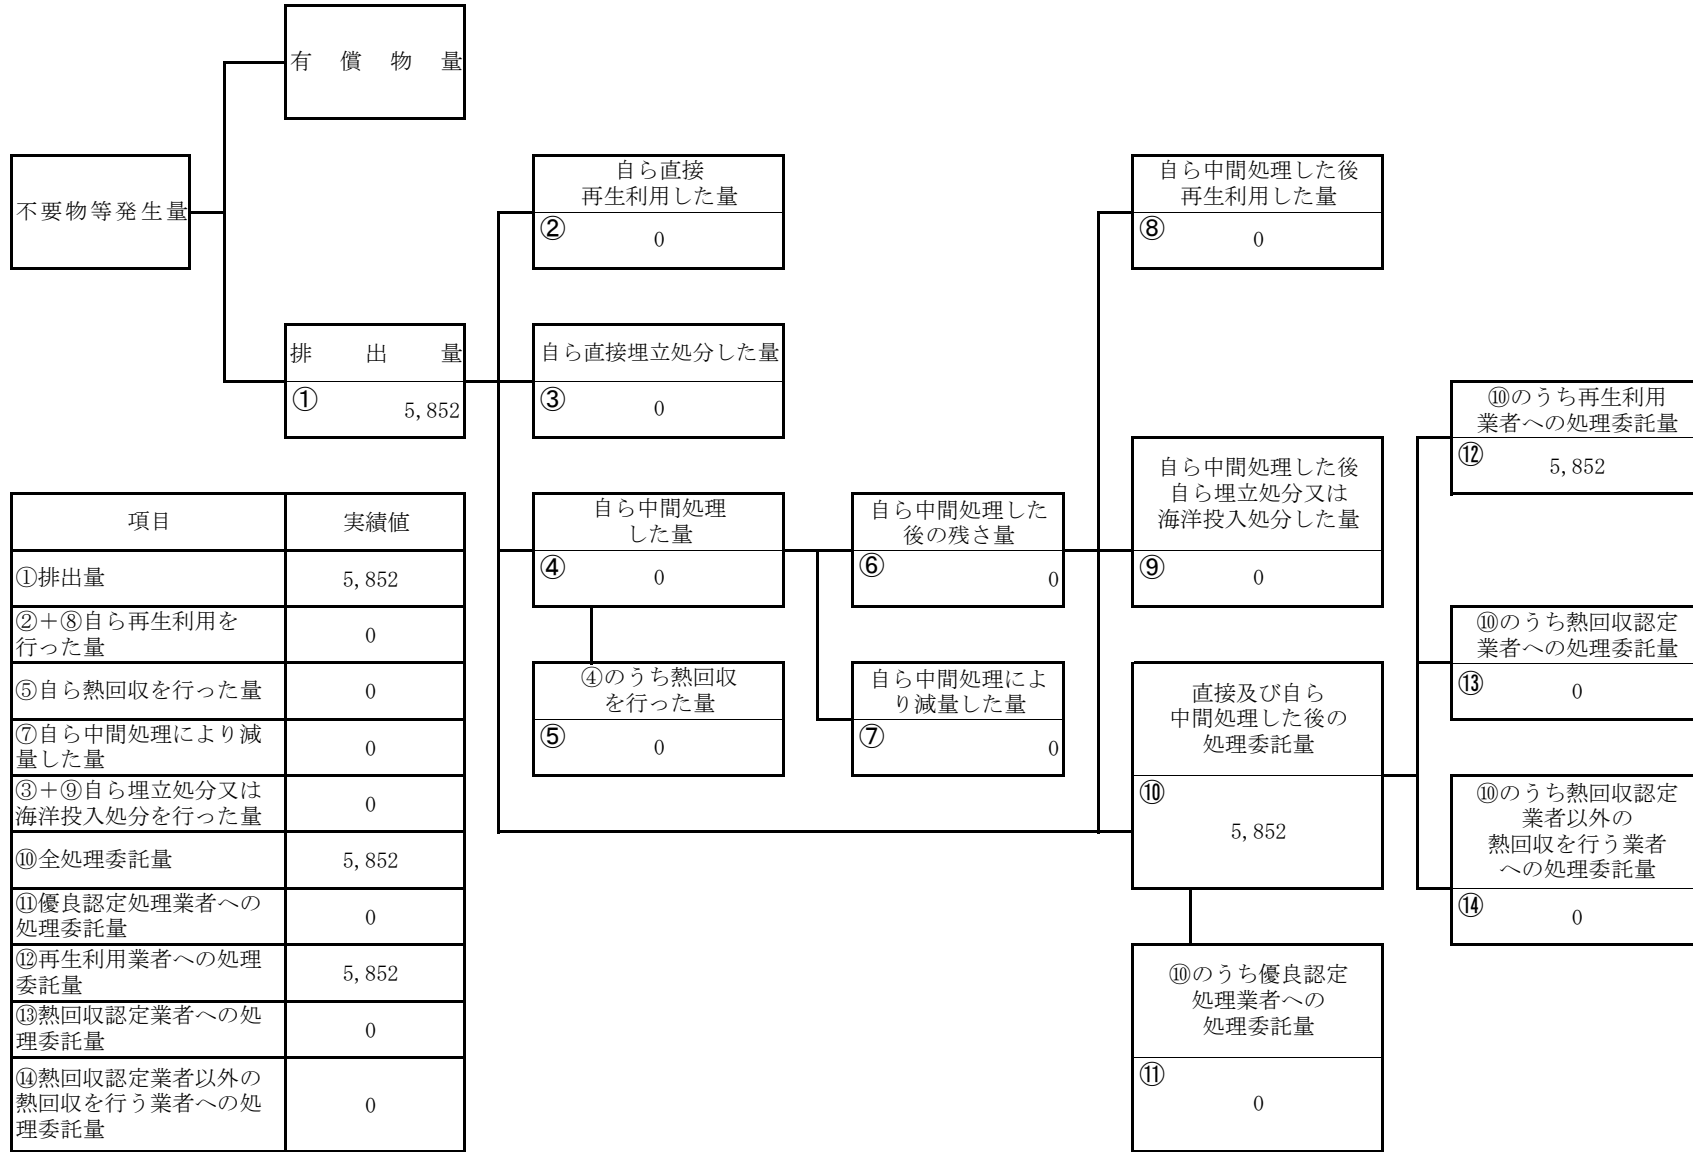 有償物量
不要物等発生量
自ら直接
再生利用した量
②
0
自ら中間処理した後
再生利用した量
⑧
0
排出量
①
5,852
自ら直接埋立処分した量
③
0
⑩のうち再生利用
業者への処理委託量
⑫
5,852
自ら中間処理
した量
④
0
自ら中間処理した
後の残さ量
⑥
0
自ら中間処理した後
自ら埋立処分又は
海洋投入処分した量
⑨
0
⑩のうち熱回収認定
業者への処理委託量
⑬
0
④のうち熱回収
を行った量
⑤
0
自ら中間処理によ
り減量した量
⑦
0
直接及び自ら
中間処理した後の
処理委託量
⑩
5,852
⑩のうち熱回収認定
業者以外の
熱回収を行う業者
への処理委託量
⑭
0
⑩のうち優良認定
処理業者への
処理委託量
⑪
0
項目
実績値
①排出量
5,852
②＋⑧自ら再生利用を
行った量
0
⑤自ら熱回収を行った量
0
⑦自ら中間処理により減
量した量
0
③＋⑨自ら埋立処分又は
海洋投入処分を行った量
0
⑩全処理委託量
5,852
⑪優良認定処理業者への
処理委託量
0
⑫再生利用業者への処理
委託量
5,852
⑬熱回収認定業者への処
理委託量
0
⑭熱回収認定業者以外の
熱回収を行う業者への処
理委託量
0